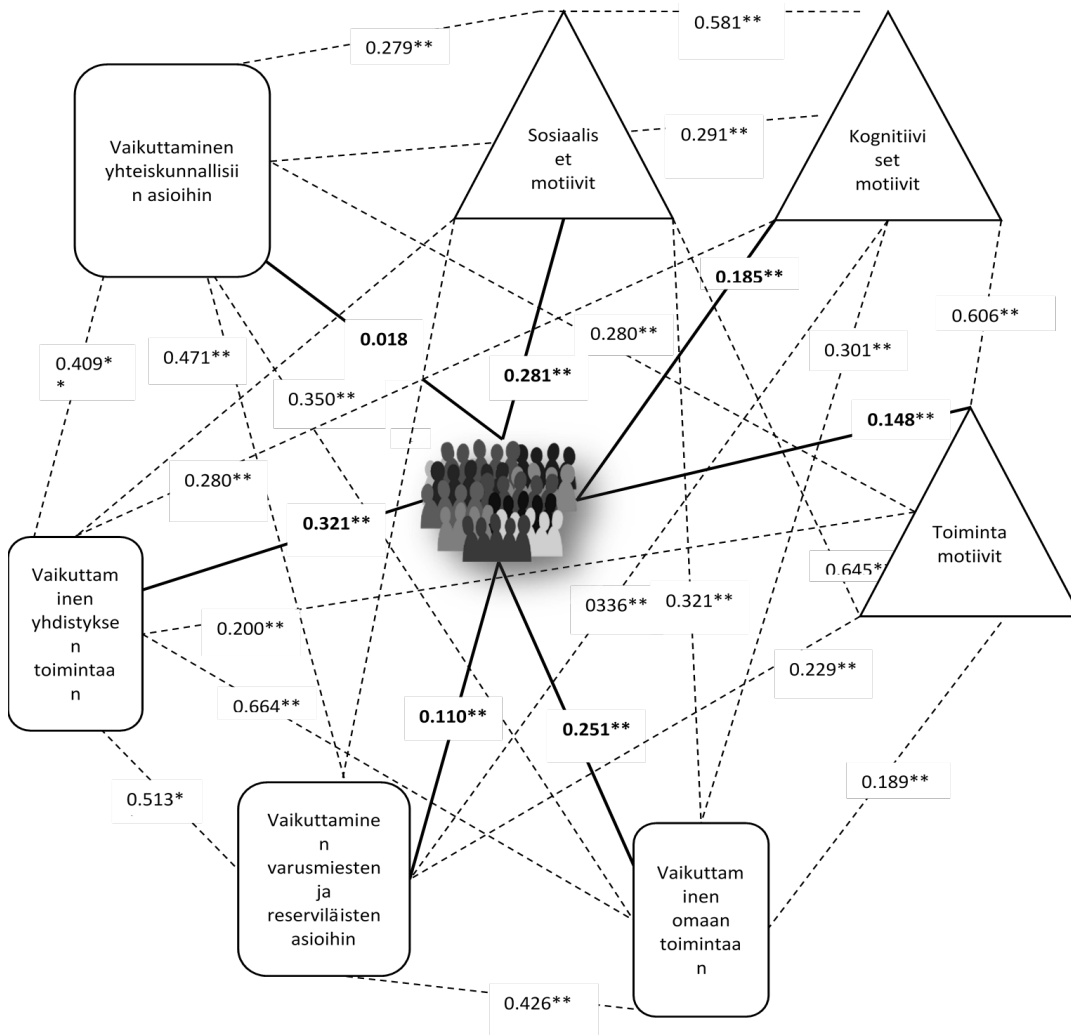 0.279**
0.581**
Vaikuttaminen
yhteiskunnallisii
n asioihin
Sosiaalis
et
motiivit
0.291**
Kognitiivi
set
motiivit
0.185**
0.606**
0.409*
*
0.471**
0.018
0.280**
0.301**
0.350**
0.281**
0.148**
0.280**
0.321**
Toiminta
motiivit
Vaikuttam
inen
yhdistykse
n
toimintaan
n
0.645**
0336**
0.321**
0.200**
0.229**
0.664**
0.110**
0.251**
0.513*
0.189**
Vaikuttamine
n
varusmiesten
ja
reserviläisten
asioihin
Vaikuttam
inen
omaan
toimintaa
n
0.426**